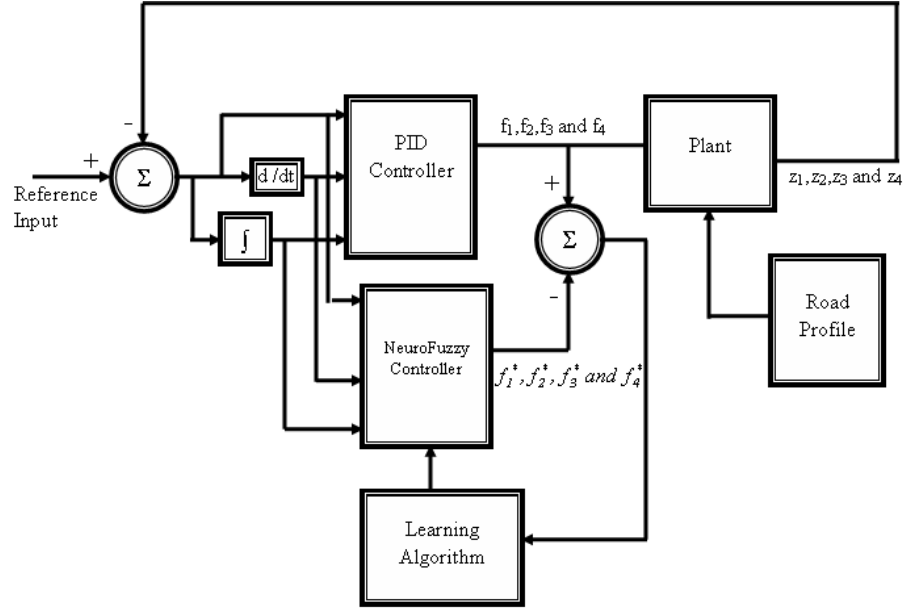 -
+
Σ
Reference
Input
d /dt
∫
PID
Controller
f₁,f₂,f₃ and f₄
Plant
z₁,z₂,z₃ and z₄
+
Σ
-
Road
Profile
NeuroFuzzy
Controller
f₁*, f₂*, f₃* and f₄*
Learning
Algorithm